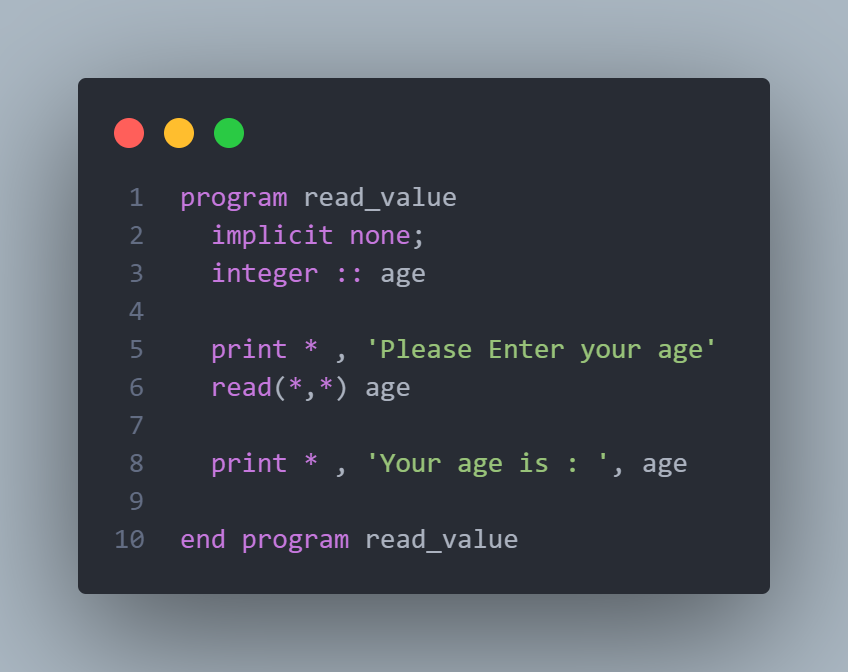 1 program read_value
2   implicit none;
3   integer :: age
4
5   print * , 'Please Enter your age'
6   read(*,*) age
7
8   print * , 'Your age is : ', age
9
10 end program read_value